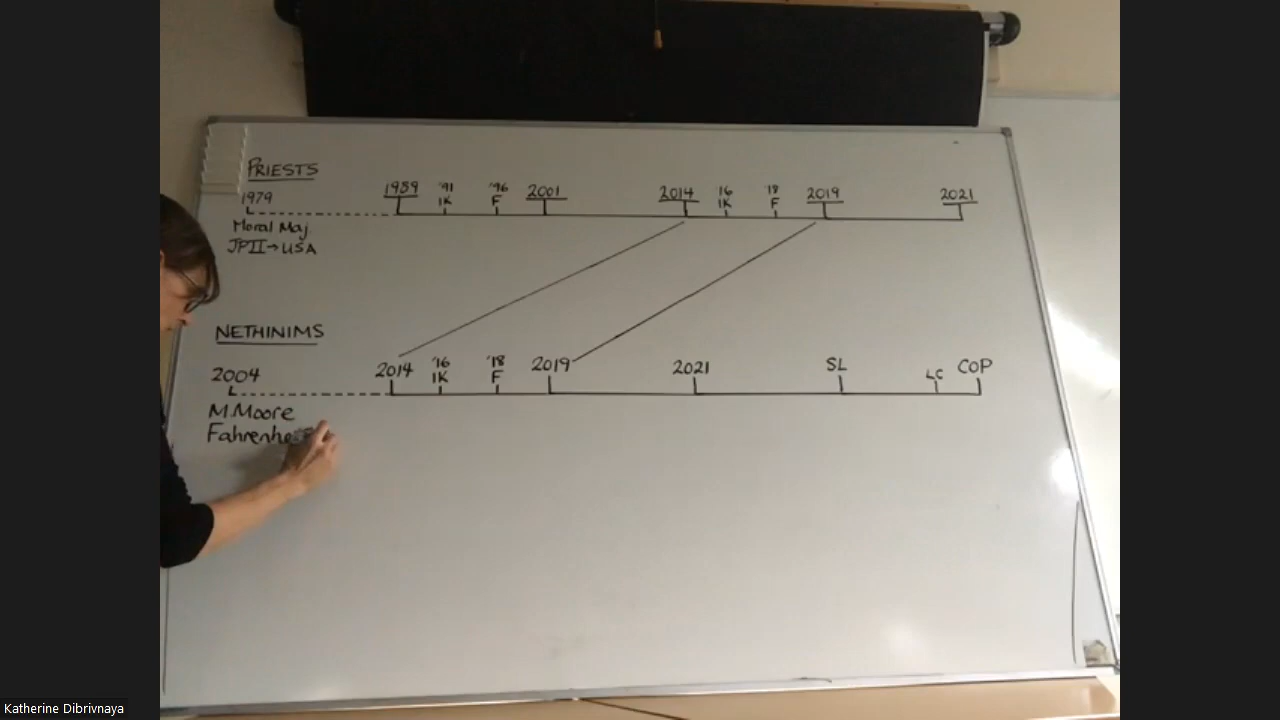 PRIESTS
1979
1989 '91 '96 2001 2014 16 '18 2019 2021
IK F IK F
Moral Maj.
JPII→USA
NETHINIMS
2004
2014 '16 '18 2019 2021 SL LC COP
IK F
M.Moore
Fahrenhe
Katherine Dibrivnaya